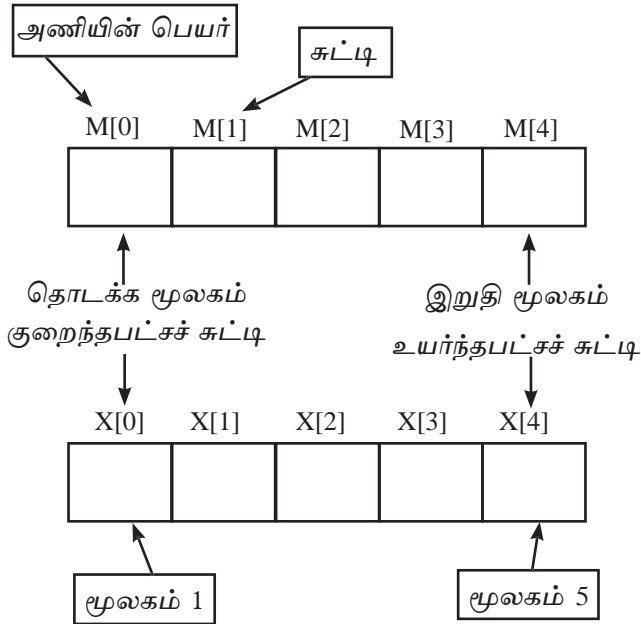 அணியின் பெயர்
சுட்டி
M[0] M[1] M[2] M[3] M[4]
தொடக்க மூலகம்
குறைந்தபட்சச் சுட்டி
இறுதி மூலகம்
உயர்ந்தபட்சச் சுட்டி
X[0] X[1] X[2] X[3] X[4]
மூலகம் 1
மூலகம் 5